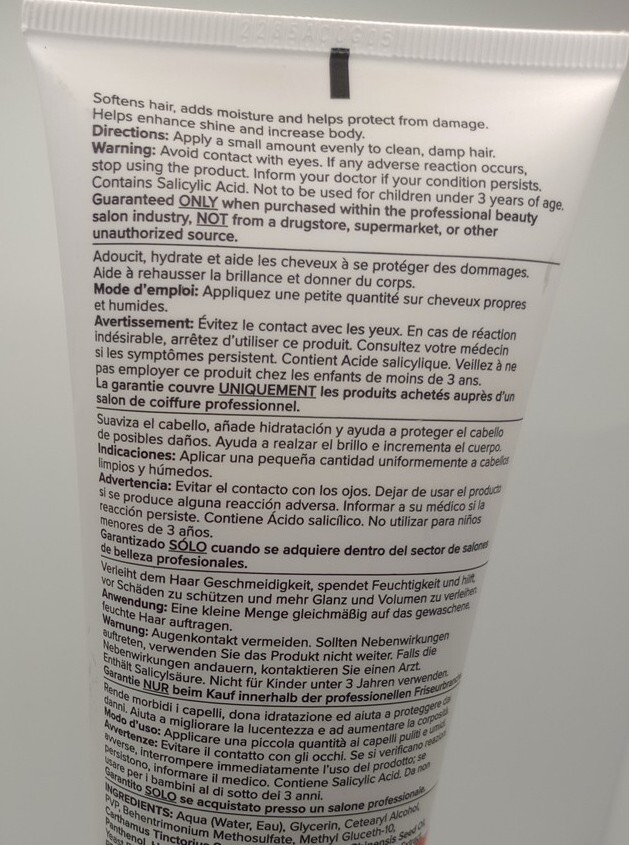 Softens hair, adds moisture and helps protect from damage.
Helps enhance shine and increase body.
Directions: Apply a small amount evenly to clean, damp hair.
Warning: Avoid contact with eyes. If any adverse reaction occurs,
stop using the product. Inform your doctor if your condition persists.
Contains Salicylic Acid. Not to be used for children under 3 years of age.
Guaranteed ONLY when purchased within the professional beauty
salon industry, NOT from a drugstore, supermarket, or other
unauthorized source.
Adoucit, hydrate et aide les cheveux à se protéger des dommages.
Aide à rehausser la brillance et donner du corps.
Mode d'emploi: Appliquez une petite quantité sur cheveux propres
et humides.
Avertissement: Évitez le contact avec les yeux. En cas de réaction
indésirable, arrêtez d'utiliser ce produit. Consultez votre médecin
si les symptômes persistent. Contient Acide salicylique. Veillez à ne
pas employer ce produit chez les enfants de moins de 3 ans.
La garantie couvre UNIQUEMENT les produits achetés auprès d'un
salon de coiffure professionnel.
Suaviza el cabello, añade hidratación y ayuda a proteger el cabello
de posibles daños. Ayuda a realzar el brillo e incrementa el cuerpo.
Indicaciones: Aplicar una pequeña cantidad uniformemente a cabellos
limpios y húmedos.
Advertencia: Evitar el contacto con los ojos. Dejar de usar el producto
si se produce alguna reacción adversa. Informar a su médico si la
reacción persiste. Contiene Ácido salicílico. No utilizar para niños
menores de 3 años.
Garantizado SÓLO cuando se adquiere dentro del sector de salones
de belleza profesionales.
Verleiht dem Haar Geschmeidigkeit, spendet Feuchtigkeit und hilft,
vor Schäden zu schützen und mehr Glanz und Volumen zu verleihen.
Anwendung: Eine kleine Menge gleichmäßig auf das gewaschene,
feuchte Haar auftragen.
Warnung: Augenkontakt vermeiden. Sollten Nebenwirkungen
auftreten, verwenden Sie das Produkt nicht weiter. Falls die
Nebenwirkungen andauern, kontaktieren Sie einen Arzt.
Enthält Salicylsäure. Nicht für Kinder unter 3 Jahren verwenden.
Garantie NUR beim Kauf innerhalb der professionellen Friseurbranche.
Rende morbidi i capelli, dona idratazione ed aiuta a proteggere dai
danni. Aiuta a migliorare la lucentezza e ad aumentare la corposità.
Modo d'uso: Applicare una piccola quantità ai capelli puliti e umidi.
Avvertenze: Evitare il contatto con gli occhi. Se si verificano reazioni
avverse, interrompere immediatamente l'uso del prodotto; se
persistono, informare il medico. Contiene Salicylic Acid. Da non
usare per i bambini al di sotto dei 3 anni.
Garantito SOLO se acquistato presso un salone professionale.
INGREDIENTS: Aqua (Water, Eau), Glycerin, Cetearyl Alcohol,
PVP, Behentrimonium Methosulfate, Methyl Gluceth-10,
Carthamus Tinctorius Chinensis Seed Oil,
Panthenol,